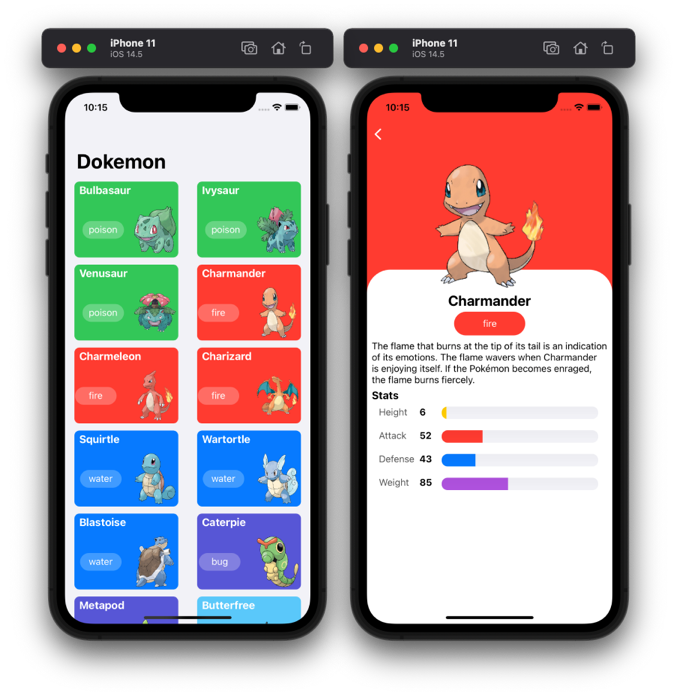 iPhone 11
iOS 14.5
10:15
Dokemon
Bulbasaur
poison
Ivysaur
poison
Venusaur
poison
Charmander
fire
Charmeleon
fire
Charizard
fire
Squirtle
water
Wartortle
water
Blastoise
water
Caterpie
bug
Metapod
Butterfree
iPhone 11
iOS 14.5
10:15
Charmander
fire
The flame that burns at the tip of its tail is an indication
of its emotions. The flame wavers when Charmander
is enjoying itself. If the Pokémon becomes enraged,
the flame burns fiercely.
Stats
Height 6
Attack 52
Defense 43
Weight 85